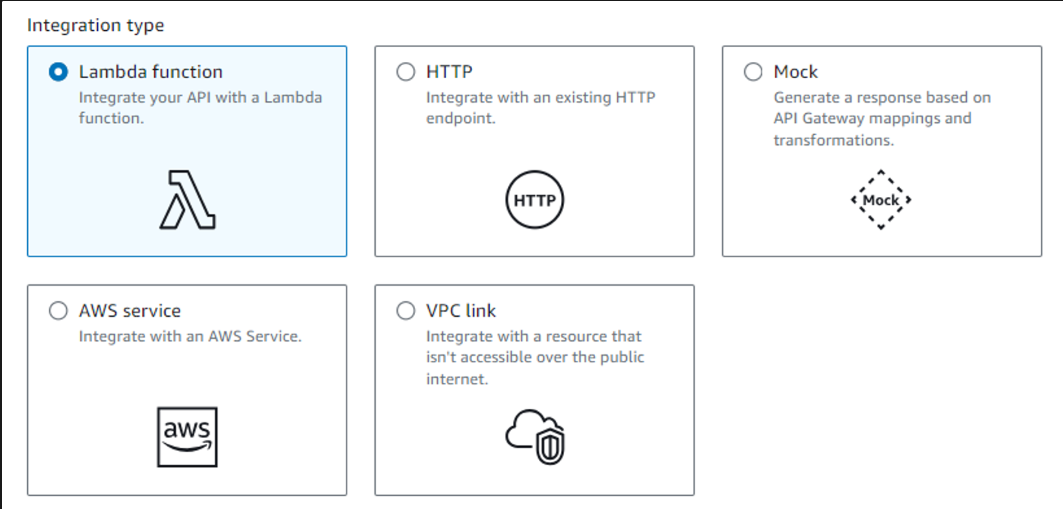 Integration type
Lambda function
Integrate your API with a Lambda
function.
HTTP
Integrate with an existing HTTP
endpoint.
HTTP
Mock
Generate a response based on
API Gateway mappings and
transformations.
Mock
AWS service
Integrate with an AWS Service.
aws
VPC link
Integrate with a resource that
isn't accessible over the public
internet.